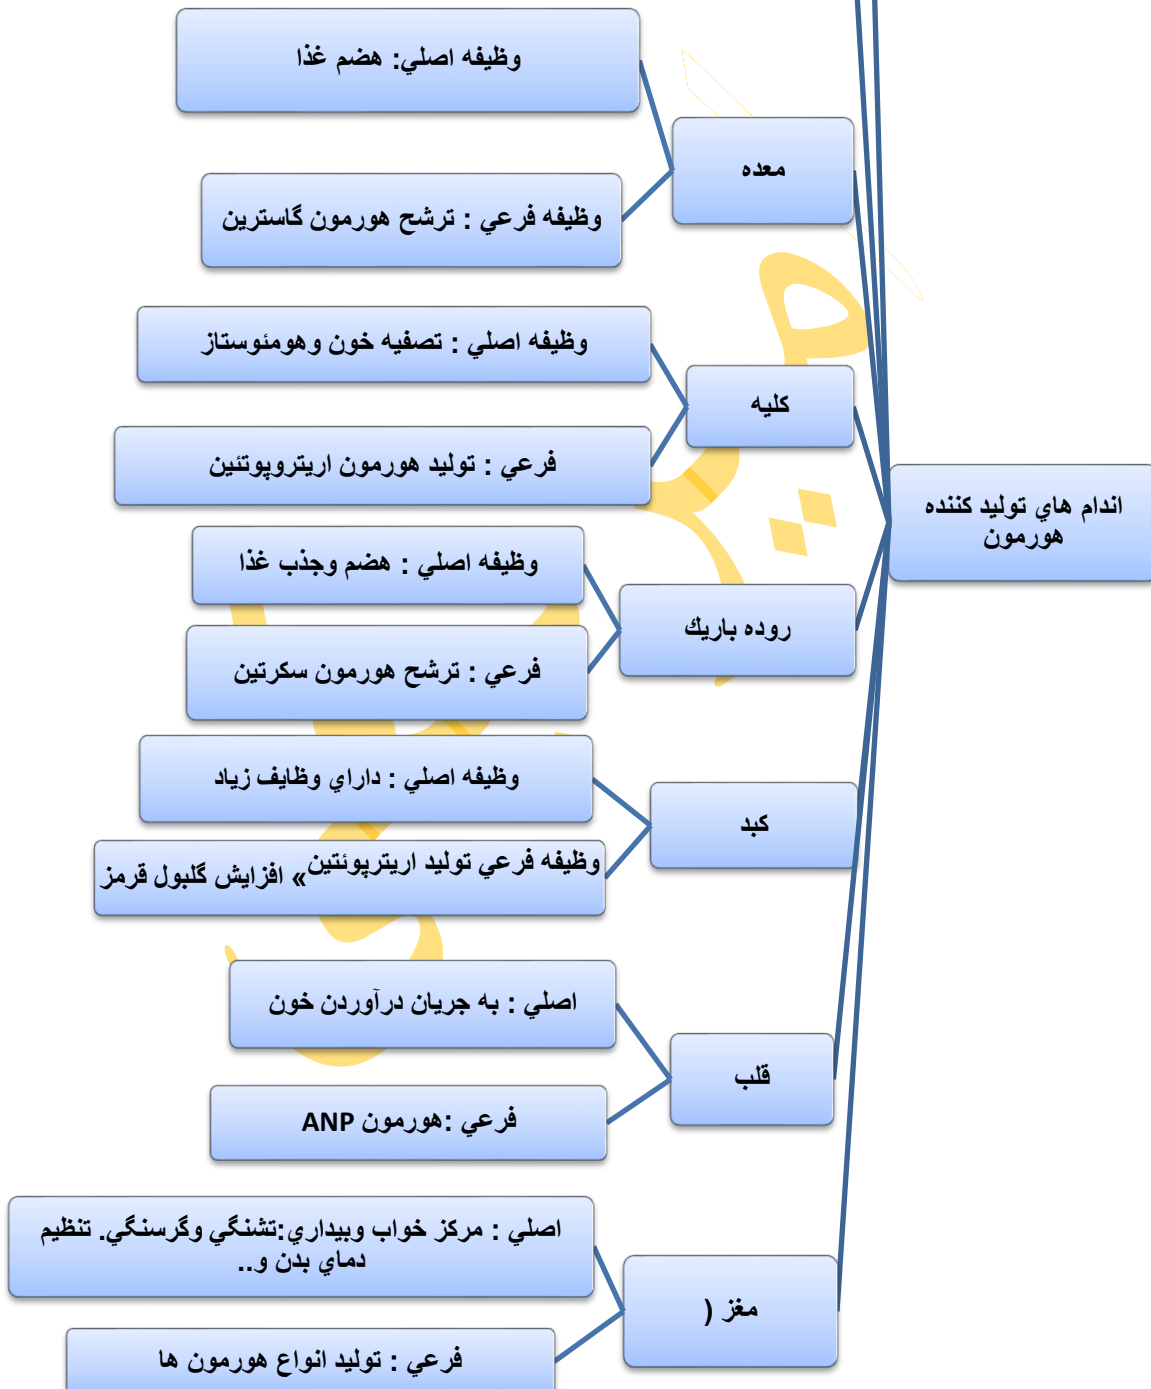 اندام هاي توليد كننده
هورمون
معده
وظيفه اصلي: هضم غذا
وظيفه فرعي : ترشح هورمون گاسترين
كليه
وظيفه اصلي : تصفيه خون وهومئوستاز
فرعي : توليد هورمون اريتروپوتئين
روده باريك
وظيفه اصلي : هضم وجذب غذا
فرعي : ترشح هورمون سكرتين
كبد
وظيفه اصلي : داراي وظايف زياد
وظيفه فرعي توليد اريترپوئتين» افزايش گلبول قرمز
قلب
اصلي : به جريان درآوردن خون
فرعي :هورمون ANP
مغز (
اصلي : مركز خواب وبيداري:تشنگي وگرسنگي. تنظيم
دماي بدن و..
فرعي : توليد انواع هورمون ها